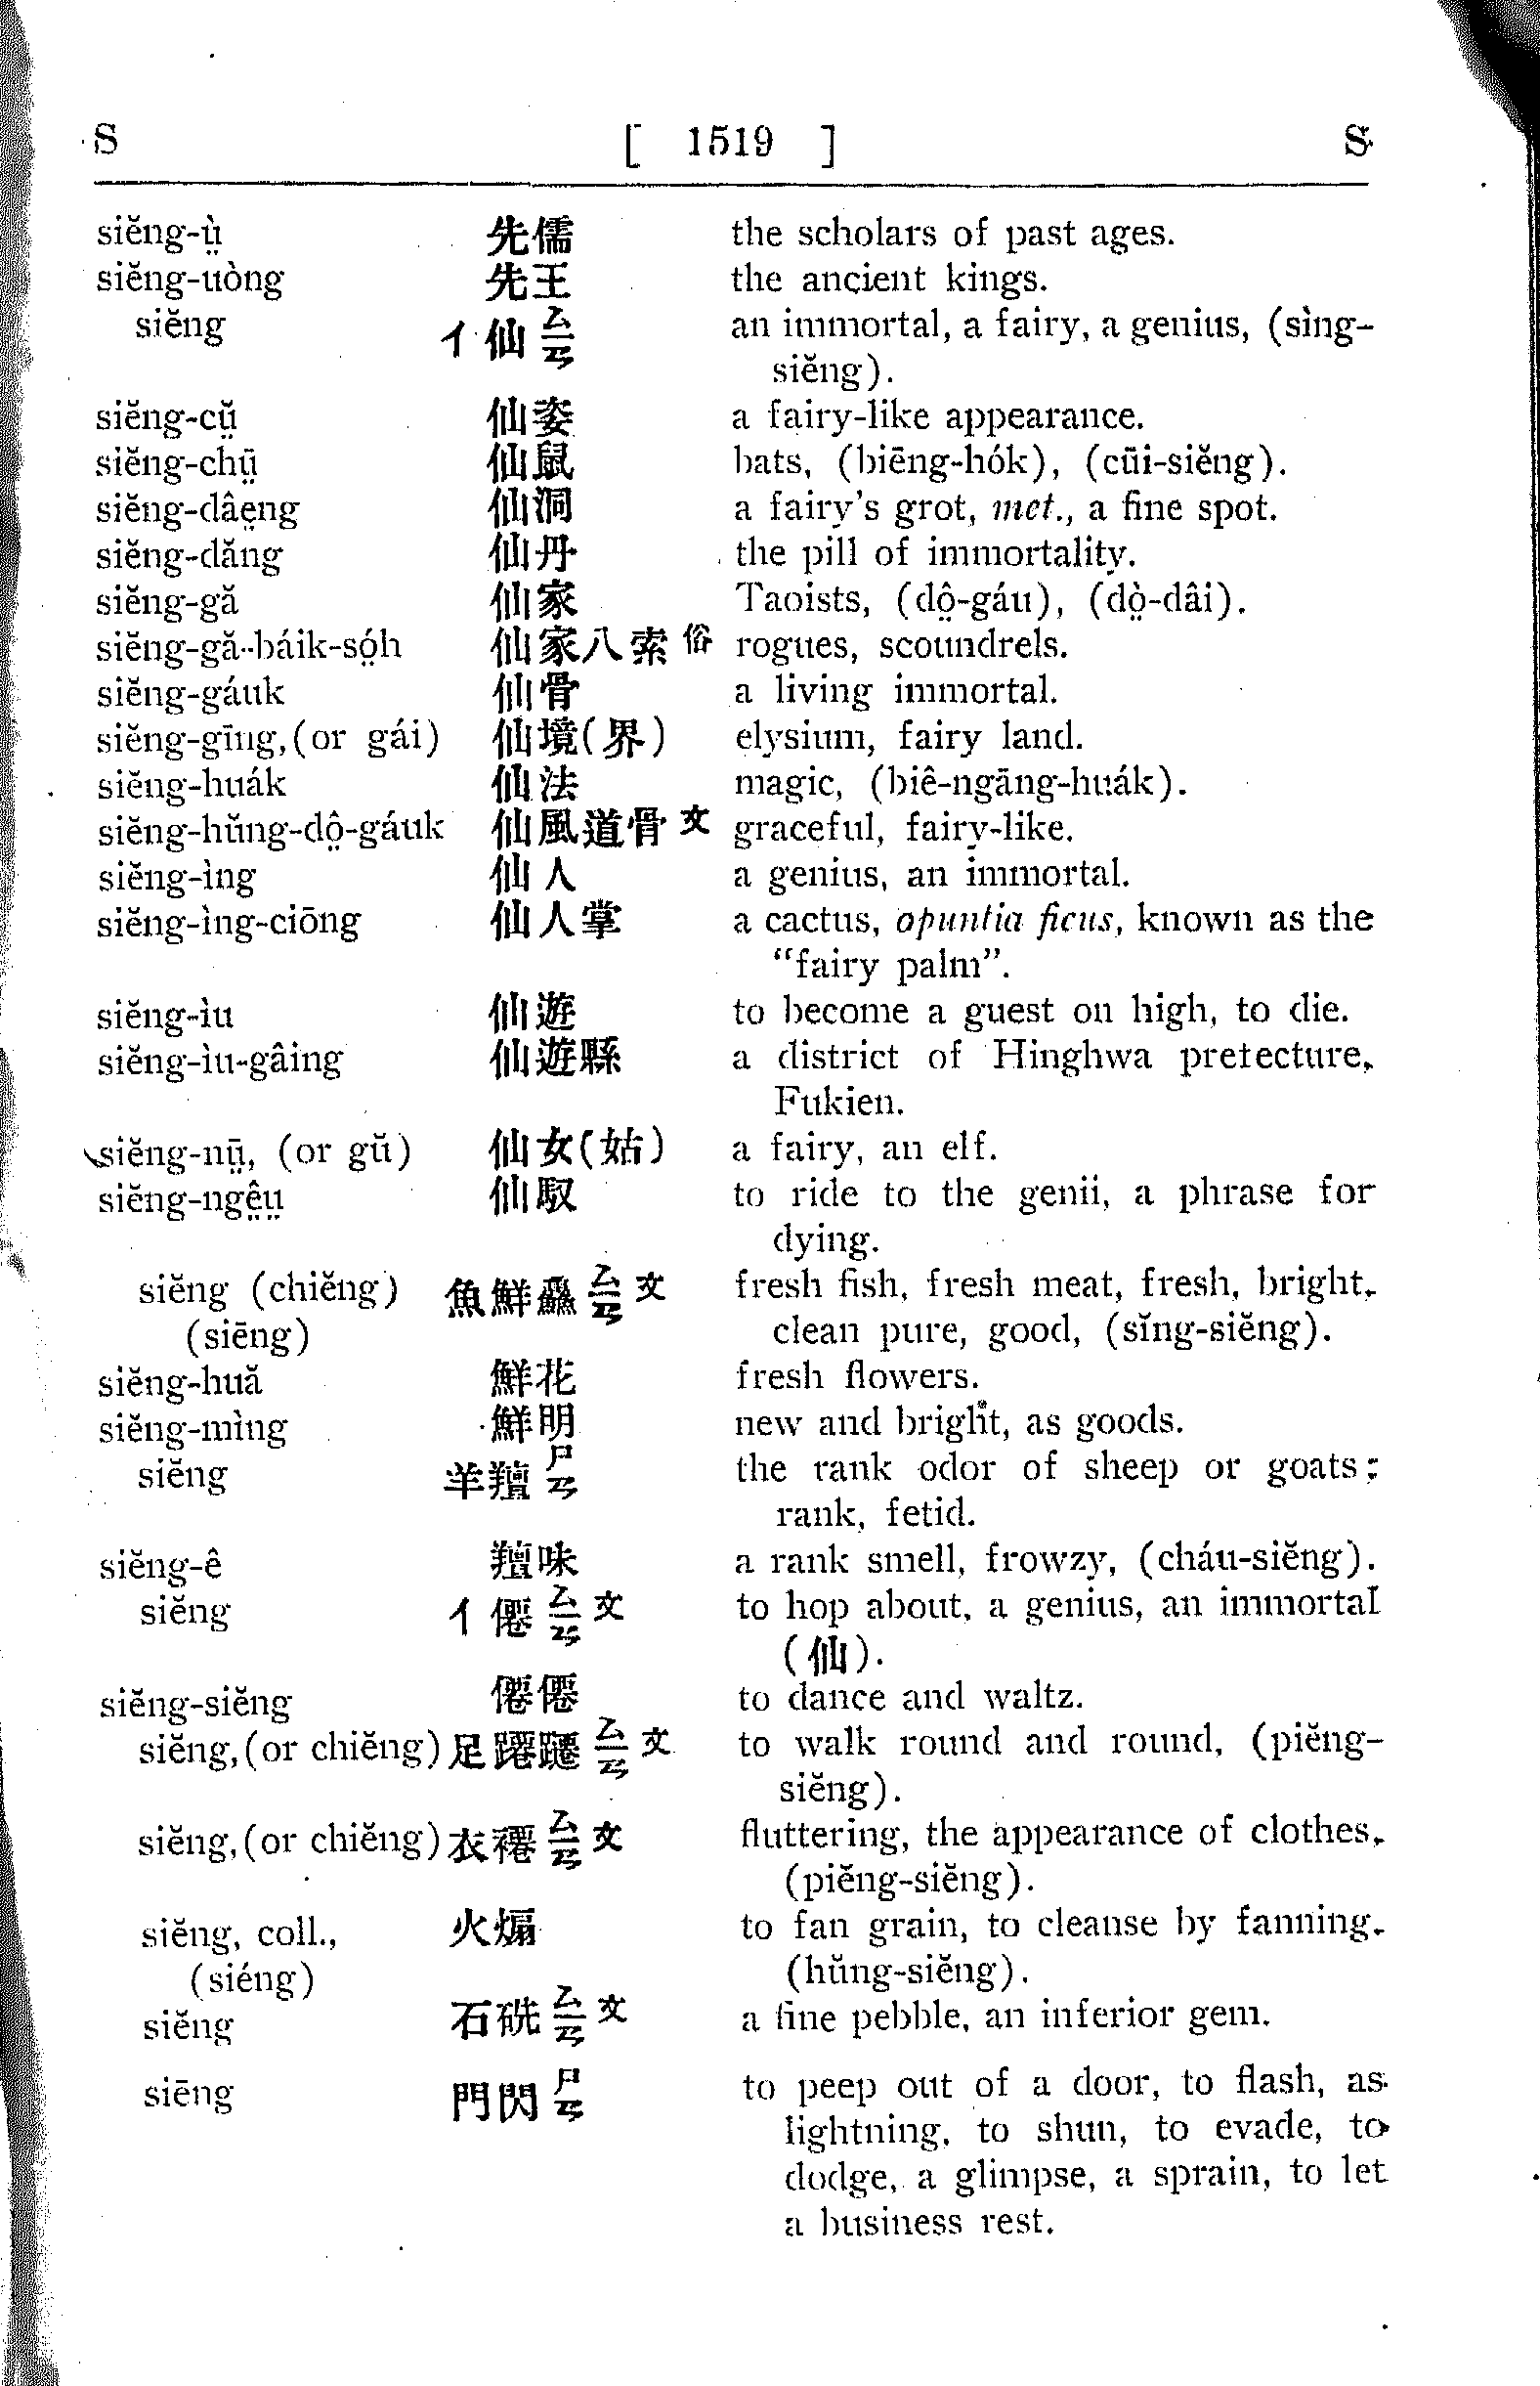 S [ 1519 ] S
siĕng-ṳ̀ 先儒 the scholars of past ages.
siĕng-uòng 先王 the ancient kings.
siĕng 亻仙 ㄙㄢ an immortal, a fairy, a genius, (sìng-
siĕng).
siĕng-cṳ̆ 仙姿 a fairy-like appearance.
siĕng-chṳ̄ 仙鼠 bats, (biēng-hók), (cūi-siĕng).
siĕng-dâe̤ng 仙洞 a fairy's grot, met., a fine spot.
siĕng-dăng 仙丹 the pill of immortality.
siĕng-gă 仙家 Taoists, (dô̤-gáu), (dò̤-dâi).
siĕng-gă-báik-só̤h 仙家八索 俗 rogues, scoundrels.
siĕng-gáuk 仙骨 a living immortal.
siĕng-gīng,(or gái) 仙境(界) elysium, fairy land.
siĕng-huák 仙法 magic, (biê-ngāng-huák).
siĕng-hŭng-dô̤-gáuk 仙風道骨 文 graceful, fairy-like.
siĕng-ìng 仙人 a genius, an immortal.
siĕng-ìng-ciōng 仙人掌 a cactus, opuntia ficus, known as the
“fairy palm”.
siĕng-ìu 仙遊 to become a guest on high, to die.
siĕng-ìu-gâing 仙遊縣 a district of Hinghwa pretecture,
Fukien.
siĕng-nṳ̄, (or gŭ) 仙女(姑) a fairy, an elf.
siĕng-ngê̤ṳ 仙馭 to ride to the genii, a phrase for
dying.
siĕng (chiĕng) 魚鮮鱻 ㄙㄢ 文 fresh fish, fresh meat, fresh, bright,
(siēng) clean pure, good, (sĭng-siĕng).
siĕng-huă 鮮花 fresh flowers.
siĕng-mìng 鮮明 new and bright, as goods.
siĕng 羊羶 ㄕㄢ the rank odor of sheep or goats;
rank, fetid.
siĕng-ê 羶味 a rank smell, frowzy, (cháu-siĕng).
siĕng 亻僊 ㄙㄢ 文 to hop about, a genius, an immortal
(仙).
siĕng-siĕng 僊僊 to dance and waltz.
siĕng,(or chiĕng) 足躚 ㄙㄢ 文 to walk round and round, (piĕng-
siĕng).
siĕng,(or chiĕng) 衣褼 ㄙㄢ 文 fluttering, the appearance of clothes,
(piĕng-siĕng).
siĕng, coll., 火煽 to fan grain, to cleanse by fanning,
(siéng) (hŭng-siĕng).
siĕng 石硄 ㄙㄢ 文 a fine pebble, an inferior gem.
siēng 門閃 ㄕㄢ to peep out of a door, to flash, as
lightning, to shun, to evade, to
dodge, a glimpse, a sprain, to let
a business rest.